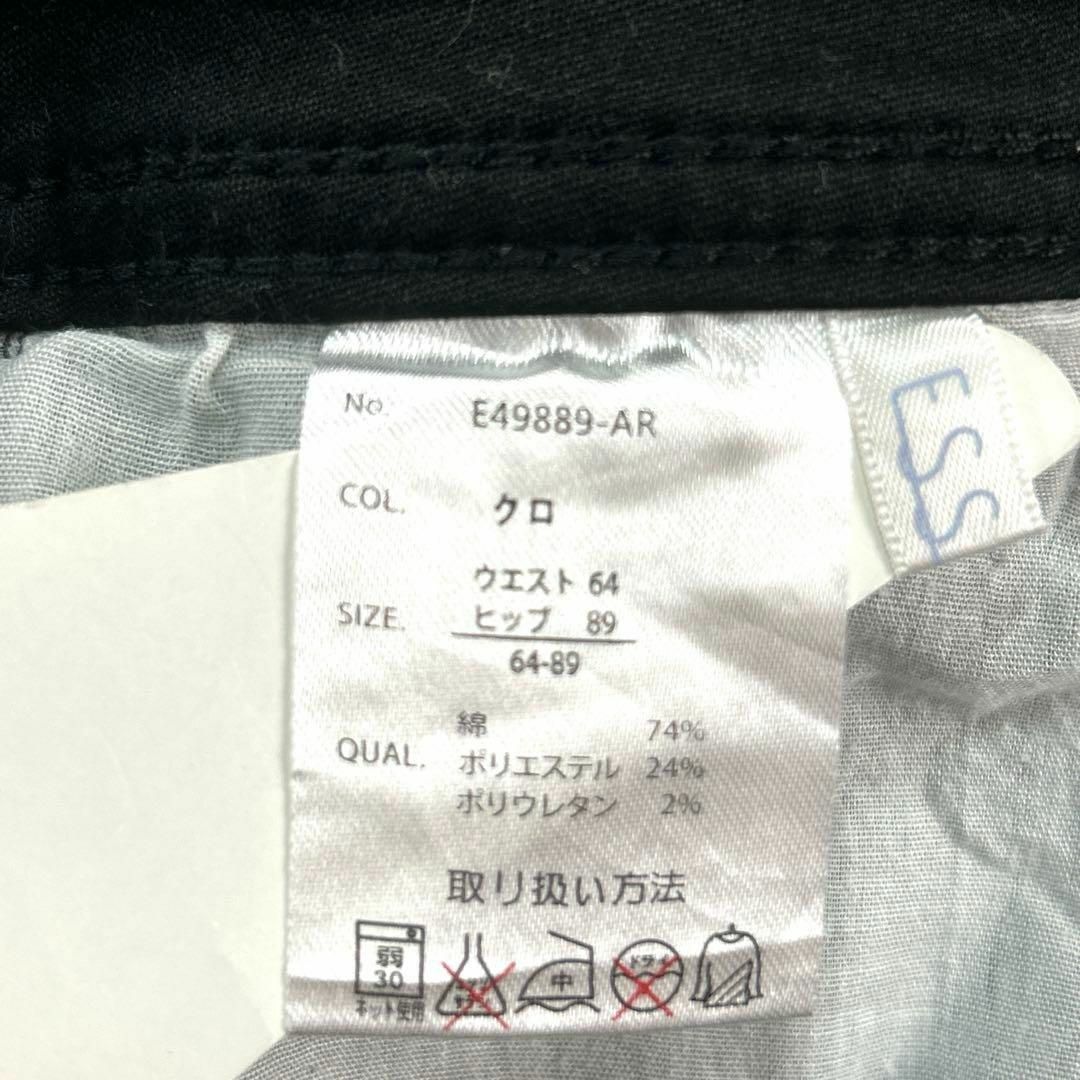 No. E49889-AR
COL. クロ
ウエスト 64
SIZE. ヒップ 89
64-89
綿 74%
QUAL. ポリエステル 24%
ポリウレタン 2%
取り扱い方法
弱
30
ネット使用
中
ESS